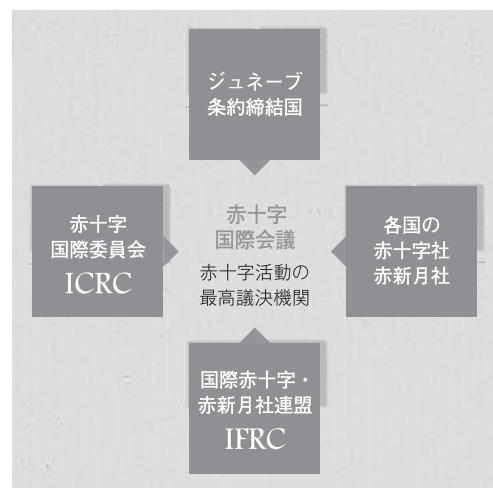 ジュネーブ
条約締結国
赤十字
国際委員会
ICRC
赤十字
国際会議
赤十字活動の
最高議決機関
各国の
赤十字社
赤新月社
国際赤十字・
赤新月社連盟
IFRC